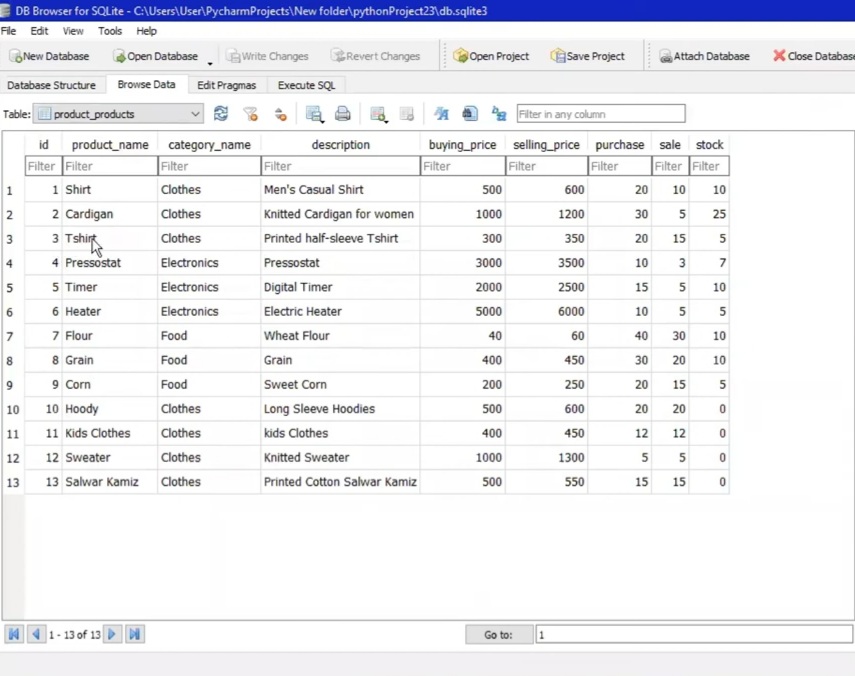 DB Browser for SQLite - C:\Users\User\PycharmProjects\New folder\pythonProject23\db.sqlite3
File Edit View Tools Help
New Database Open Database Write Changes Revert Changes Open Project Save Project Attach Database Close Database
Database Structure Browse Data Edit Pragmas Execute SQL
Table: product_products Filter in any column
id product_name category_name description buying_price selling_price purchase sale stock
Filter Filter Filter Filter Filter Filter Filter Filter Filter
1 1 Shirt Clothes Men's Casual Shirt 500 600 20 10 10
2 2 Cardigan Clothes Knitted Cardigan for women 1000 1200 30 5 25
3 3 Tshirt Clothes Printed half-sleeve Tshirt 300 350 20 15 5
4 4 Pressostat Electronics Pressostat 3000 3500 10 3 7
5 5 Timer Electronics Digital Timer 2000 2500 15 5 10
6 6 Heater Electronics Electric Heater 5000 6000 10 5 5
7 7 Flour Food Wheat Flour 40 60 40 30 10
8 8 Grain Food Grain 400 450 30 20 10
9 9 Corn Food Sweet Corn 200 250 20 15 5
10 10 Hoody Clothes Long Sleeve Hoodies 500 600 20 20 0
11 11 Kids Clothes Clothes kids Clothes 400 450 12 12 0
12 12 Sweater Clothes Knitted Sweater 1000 1300 5 5 0
13 13 Salwar Kamiz Clothes Printed Cotton Salwar Kamiz 500 550 15 15 0
1 - 13 of 13 Go to: 1